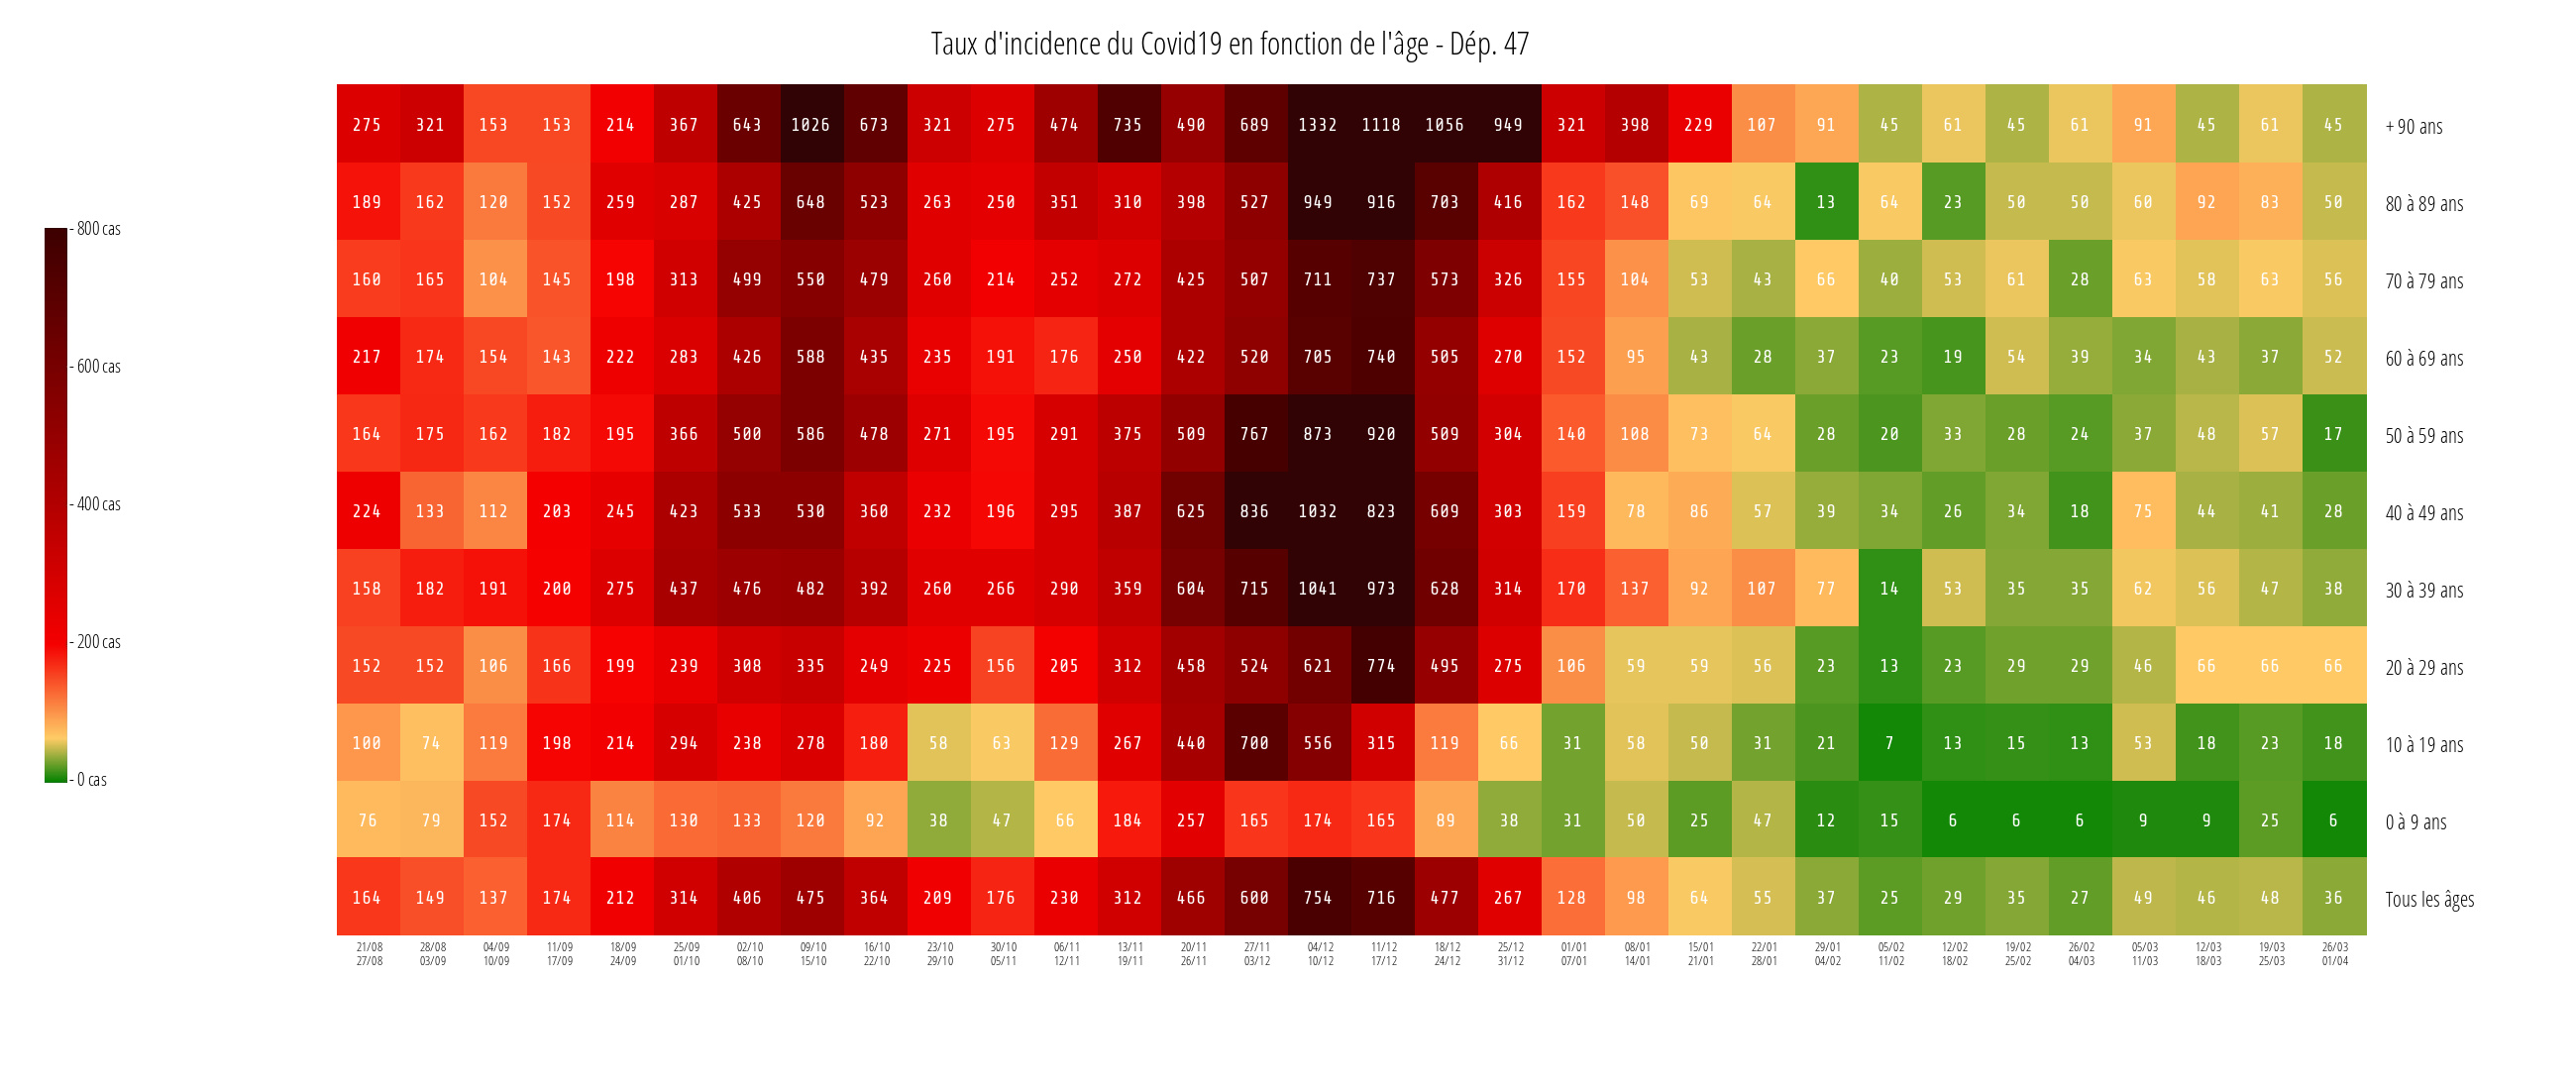 Taux d'incidence du Covid19 en fonction de l'âge - Dép. 47
275 321 153 153 214 367 643 1026 673 321 275 474 735 490 689 1332 1118 1056 949 321 398 229 107 91 45 61 45 61 91 45 61 45 + 90 ans
189 162 120 152 259 287 425 648 523 263 250 351 310 398 527 949 916 703 416 162 148 69 64 13 64 23 50 50 60 92 83 50 80 à 89 ans
- 800 cas
160 165 104 145 198 313 499 550 479 260 214 252 272 425 507 711 737 573 326 155 104 53 43 66 40 53 61 28 63 58 63 56 70 à 79 ans
217 174 154 143 222 283 426 588 435 235 191 176 250 422 520 705 740 505 270 152 95 43 28 37 23 19 54 39 34 43 37 52 60 à 69 ans
- 600 cas
164 175 162 182 195 366 500 586 478 271 195 291 375 509 767 873 920 509 304 140 108 73 64 28 20 33 28 24 37 48 57 17 50 à 59 ans
- 400 cas
224 133 112 203 245 423 533 530 360 232 196 295 387 625 836 1032 823 609 303 159 78 86 57 39 34 26 34 18 75 44 41 28 40 à 49 ans
158 182 191 200 275 437 476 482 392 260 266 290 359 604 715 1041 973 628 314 170 137 92 107 77 14 53 35 35 62 56 47 38 30 à 39 ans
- 200 cas
152 152 106 166 199 239 308 335 249 225 156 205 312 458 524 621 774 495 275 106 59 59 56 23 13 23 29 29 46 66 66 66 20 à 29 ans
100 74 119 198 214 294 238 278 180 58 63 129 267 440 700 556 315 119 66 31 58 50 31 21 7 13 15 13 53 18 23 18 10 à 19 ans
- 0 cas
76 79 152 174 114 130 133 120 92 38 47 66 184 257 165 174 165 89 38 31 50 25 47 12 15 6 6 6 9 9 25 6 0 à 9 ans
164 149 137 174 212 314 406 475 364 209 176 230 312 466 600 754 716 477 267 128 98 64 55 37 25 29 35 27 49 46 48 36 Tous les âges
21/08 28/08 04/09 11/09 18/09 25/09 02/10 09/10 16/10 23/10 30/10 06/11 13/11 20/11 27/11 04/12 11/12 18/12 25/12 01/01 08/01 15/01 22/01 29/01 05/02 12/02 19/02 26/02 05/03 12/03 19/03 26/03
27/08 03/09 10/09 17/09 24/09 01/10 08/10 15/10 22/10 29/10 05/11 12/11 19/11 26/11 03/12 10/12 17/12 24/12 31/12 07/01 14/01 21/01 28/01 04/02 11/02 18/02 25/02 04/03 11/03 18/03 25/03 01/04